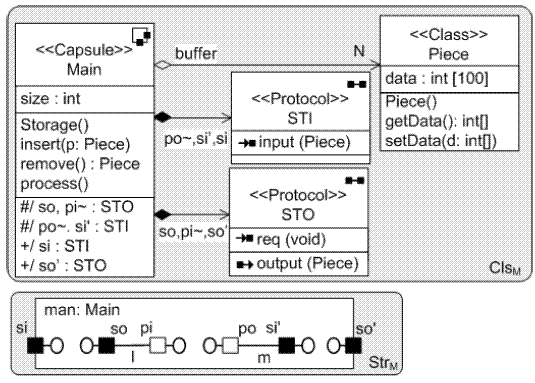 <<Capsule>>
Main
size : int
Storage()
insert(p: Piece)
remove() : Piece
process()
#/ so, pi~ : STO
#/ po~. si' : STI
+/ si : STI
+/ so' : STO
buffer
N
<<Class>>
Piece
data : int [100]
Piece()
getData(): int[]
setData(d: int[])
<<Protocol>>
STI
input (Piece)
po~,si',si
<<Protocol>>
STO
req (void)
output (Piece)
so,pi~,so'
ClsM
man: Main
si so pi po si' so'
l m
StrM